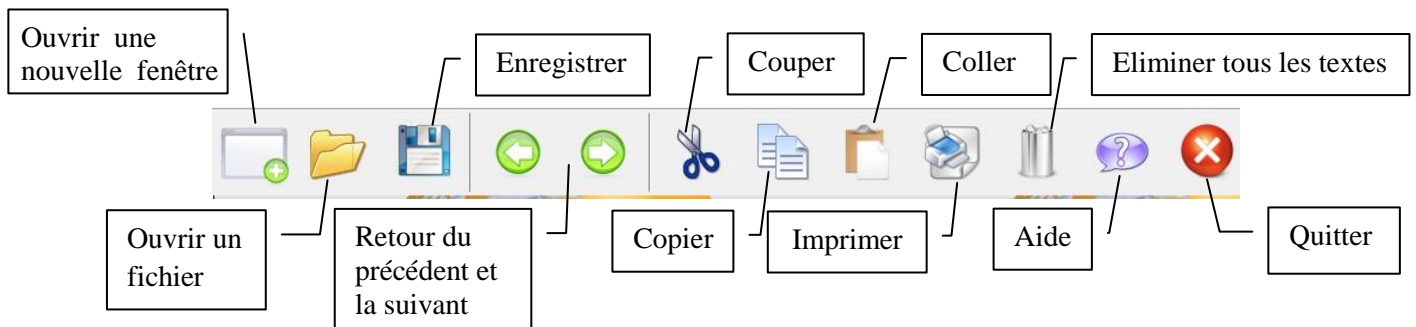 Ouvrir une
nouvelle fenêtre
Enregistrer
Couper
Coller
Eliminer tous les textes
Ouvrir un
fichier
Retour du
précédent et
la suivant
Copier
Imprimer
Aide
Quitter